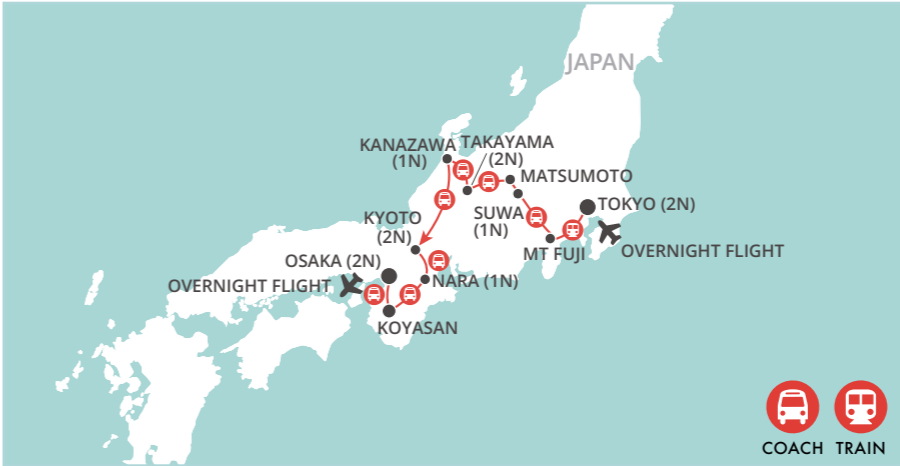 JAPAN
KANAZAWA
(1N)
TAKAYAMA
(2N)
MATSUMOTO
SUWA
(1N)
TOKYO (2N)
KYOTO
(2N)
MT FUJI
OVERNIGHT FLIGHT
OSAKA (2N)
OVERNIGHT FLIGHT
NARA (1N)
KOYASAN
COACH
TRAIN